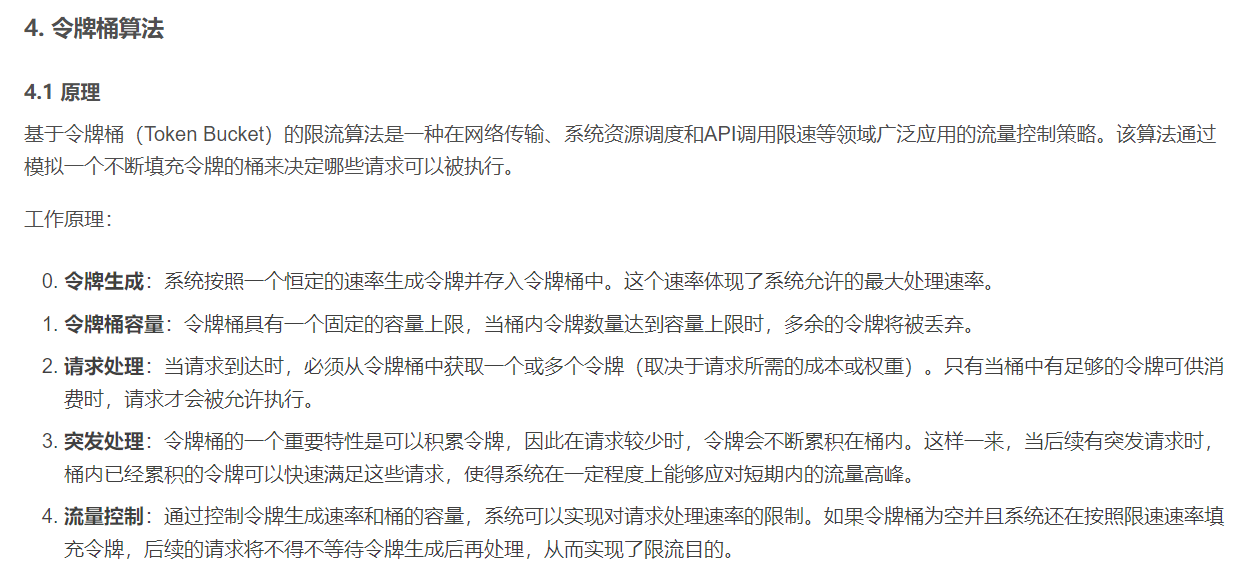 4. 令牌桶算法
4.1 原理
基于令牌桶（Token Bucket）的限流算法是一种在网络传输、系统资源调度和API调用限速等领域广泛应用的流量控制策略。该算法通过
模拟一个不断填充令牌的桶来决定哪些请求可以被执行。
工作原理：
0. 令牌生成：系统按照一个恒定的速率生成令牌并存入令牌桶中。这个速率体现了系统允许的最大处理速率。
1. 令牌桶容量：令牌桶具有一个固定的容量上限，当桶内令牌数量达到容量上限时，多余的令牌将被丢弃。
2. 请求处理：当请求到达时，必须从令牌桶中获取一个或多个令牌（取决于请求所需的成本或权重）。只有当桶中有足够的令牌可供消
费时，请求才会被允许执行。
3. 突发处理：令牌桶的一个重要特性是可以积累令牌，因此在请求较少时，令牌会不断累积在桶内。这样一来，当后续有突发请求时，
桶内已经累积的令牌可以快速满足这些请求，使得系统在一定程度上能够应对短期内的流量高峰。
4. 流量控制：通过控制令牌生成速率和桶的容量，系统可以实现对请求处理速率的限制。如果令牌桶为空并且系统还在按照限速速率填
充令牌，后续的请求将不得不等待令牌生成后再处理，从而实现了限流目的。